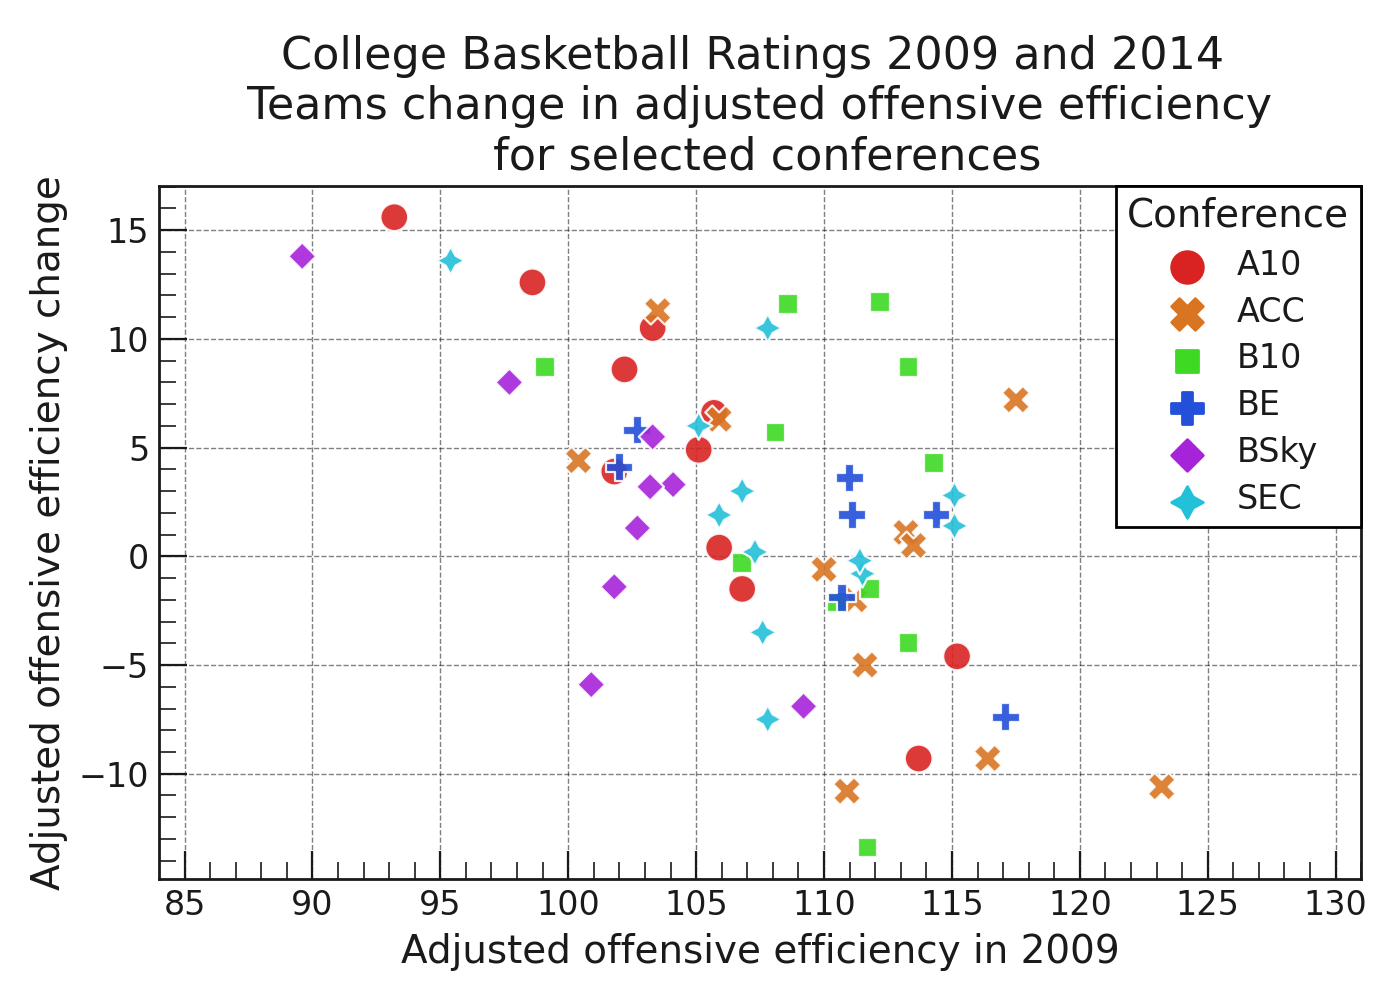 College Basketball Ratings 2009 and 2014
Teams change in adjusted offensive efficiency
for selected conferences
Adjusted offensive efficiency change
15
10
5
0
−5
−10
Conference
A10
ACC
B10
BE
BSky
SEC
85 90 95 100 105 110 115 120 125 130
Adjusted offensive efficiency in 2009